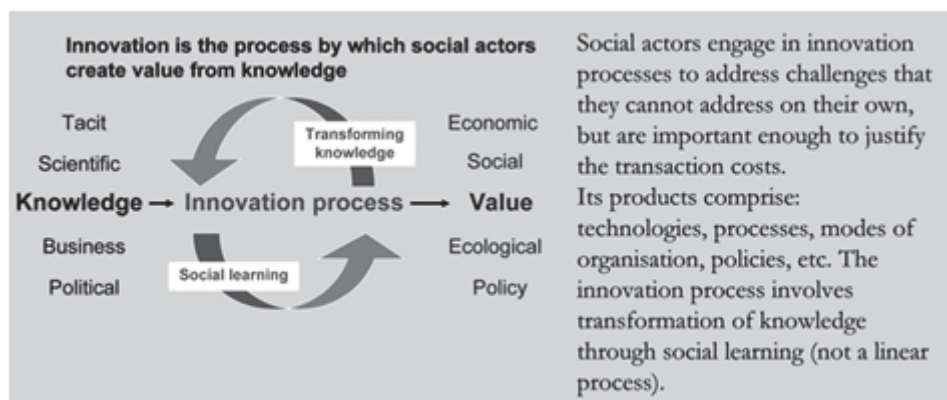 Innovation is the process by which social actors
create value from knowledge
Tacit
Scientific
Knowledge
Business
Political
Transforming
knowledge
Innovation process
Social learning
Economic
Social
Value
Ecological
Policy
Social actors engage in innovation
processes to address challenges that
they cannot address on their own,
but are important enough to justify
the transaction costs.
Its products comprise:
technologies, processes, modes of
organisation, policies, etc. The
innovation process involves
transformation of knowledge
through social learning (not a linear
process).